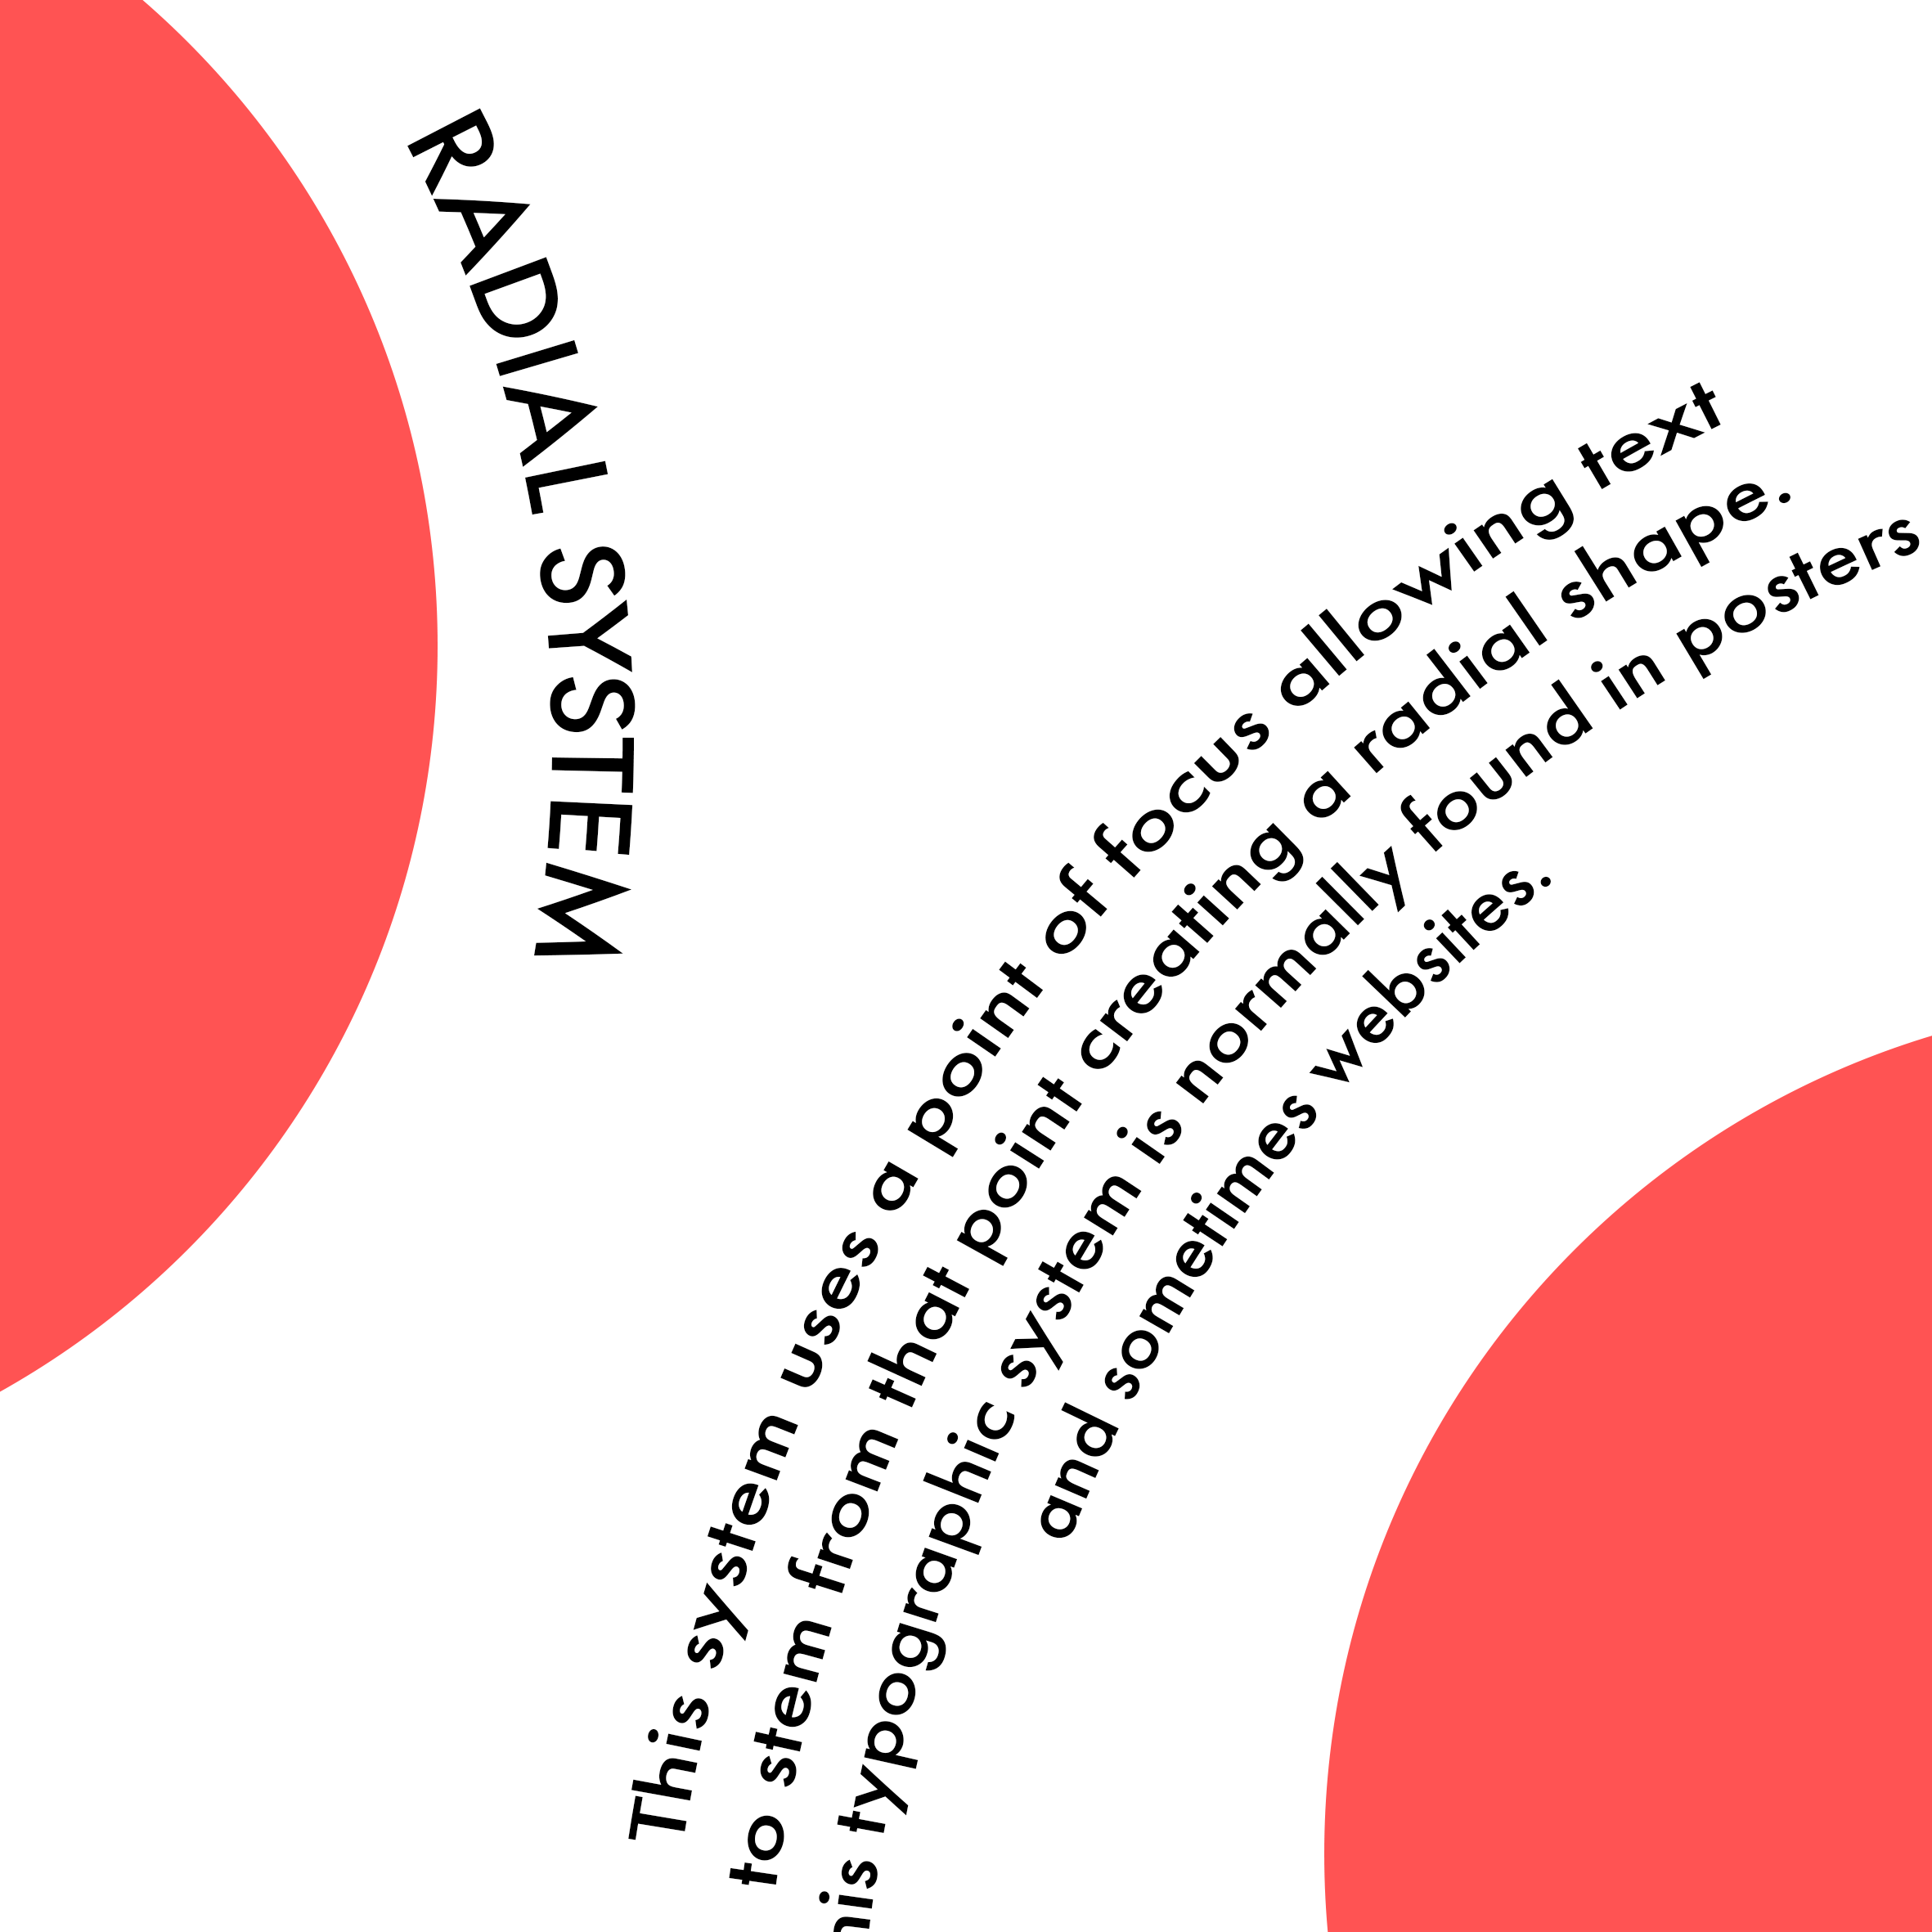 RADIAL SYSTEM
This system uses a point of focus allowing text
to stem from that point creating a radial shape.
his typographic system is normally found in posters
and sometimes websites.